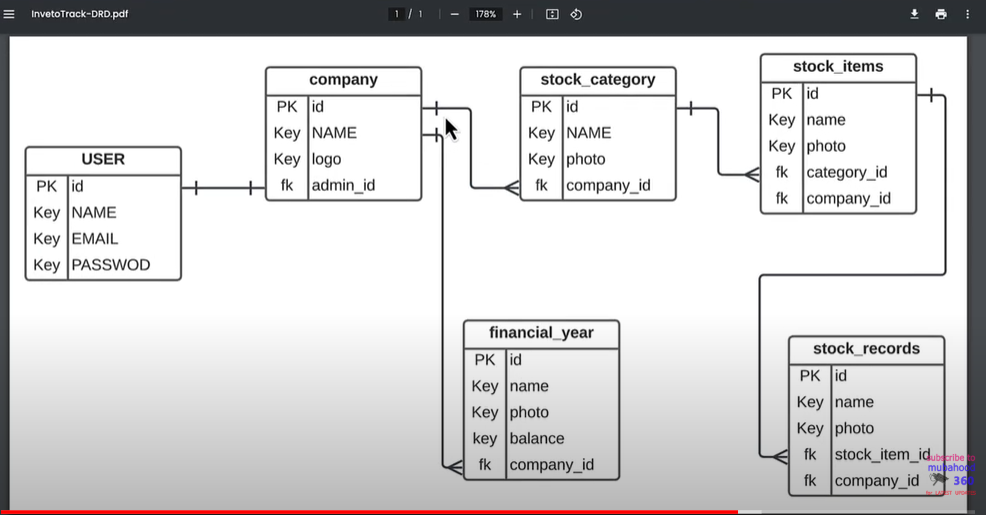 InvetoTrack-DRD.pdf
1 / 1
178%
company
PK id
Key NAME
Key logo
fk admin_id
stock_category
PK id
Key NAME
Key photo
fk company_id
stock_items
PK id
Key name
Key photo
fk category_id
fk company_id
USER
PK id
Key NAME
Key EMAIL
Key PASSWOD
financial_year
PK id
Key name
Key photo
key balance
fk company_id
stock_records
PK id
Key name
Key photo
fk stock_item_id
fk company_id
subscribe to
mubahood
360
for LATEST UPDATES